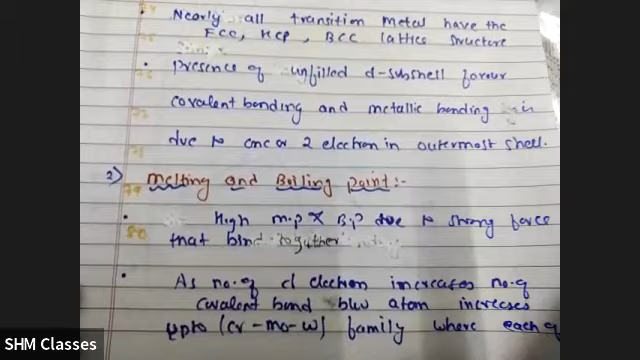 Nearly all transition metal have the
FCC, HCP, BCC lattice structure
• presence of unfilled d-subshell favour
covalent bonding and metallic bonding is
due to one or 2 electron in outermost shell.
2) Melting and Boiling point:-
• High m.p & B.p due to strong force
that bind together
• As no. of d electron increases no. of
covalent bond b/w atom increses
upto (cr - mo - w) family where each of
SHM Classes